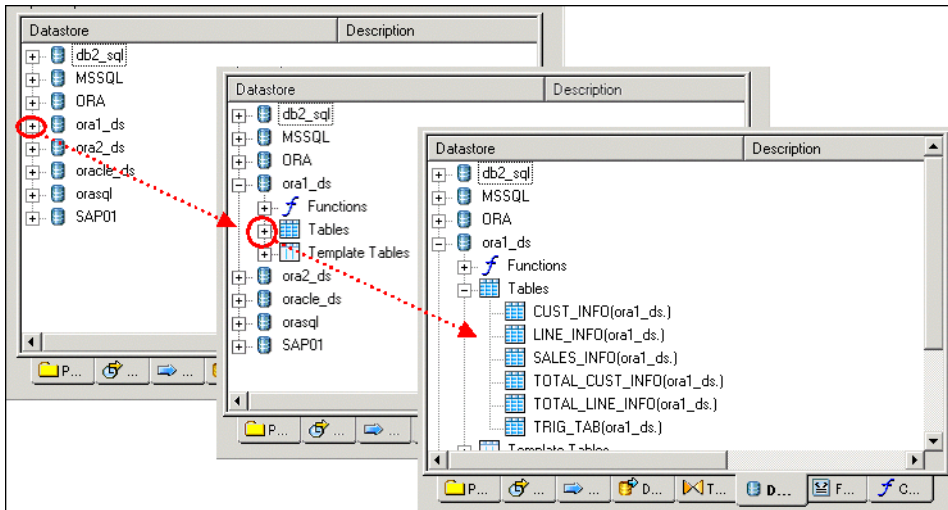 Datastore Description
db2_sql
MSSQL
ORA
ora1_ds
ora2_ds
oracle_ds
orasql
SAP01
P... ... ...
Datastore Description
db2_sql
MSSQL
ORA
ora1_ds
Functions
Tables
Template Tables
ora2_ds
oracle_ds
orasql
SAP01
P... ... ...
Datastore Description
db2_sql
MSSQL
ORA
ora1_ds
Functions
Tables
CUST_INFO(ora1_ds.)
LINE_INFO(ora1_ds.)
SALES_INFO(ora1_ds.)
TOTAL_CUST_INFO(ora1_ds.)
TOTAL_LINE_INFO(ora1_ds.)
TRIG_TAB(ora1_ds.)
Template Tables
P... ... ... D... T... D... F... C...